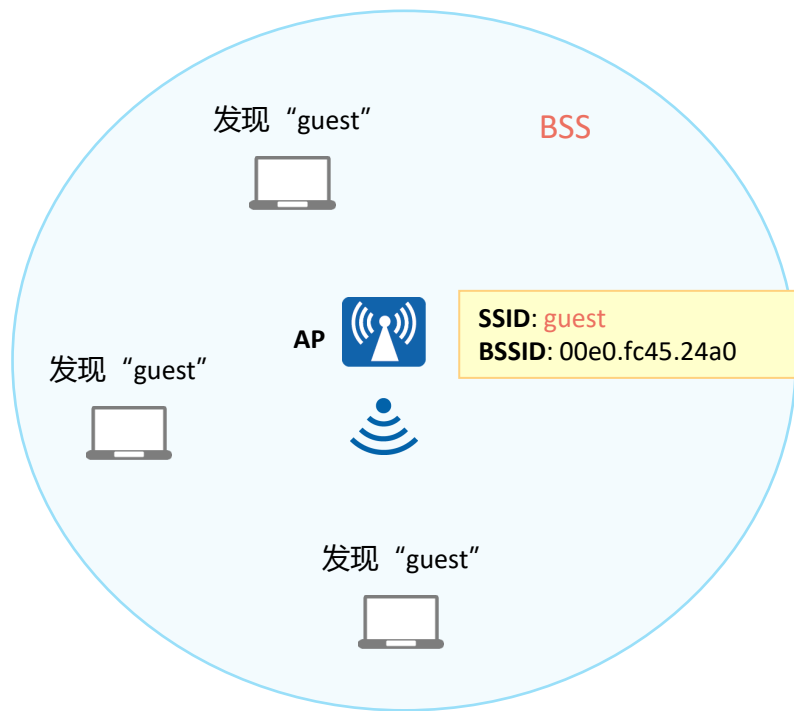 发现“guest”
BSS
AP
SSID: guest
BSSID: 00e0.fc45.24a0
发现“guest”
发现“guest”